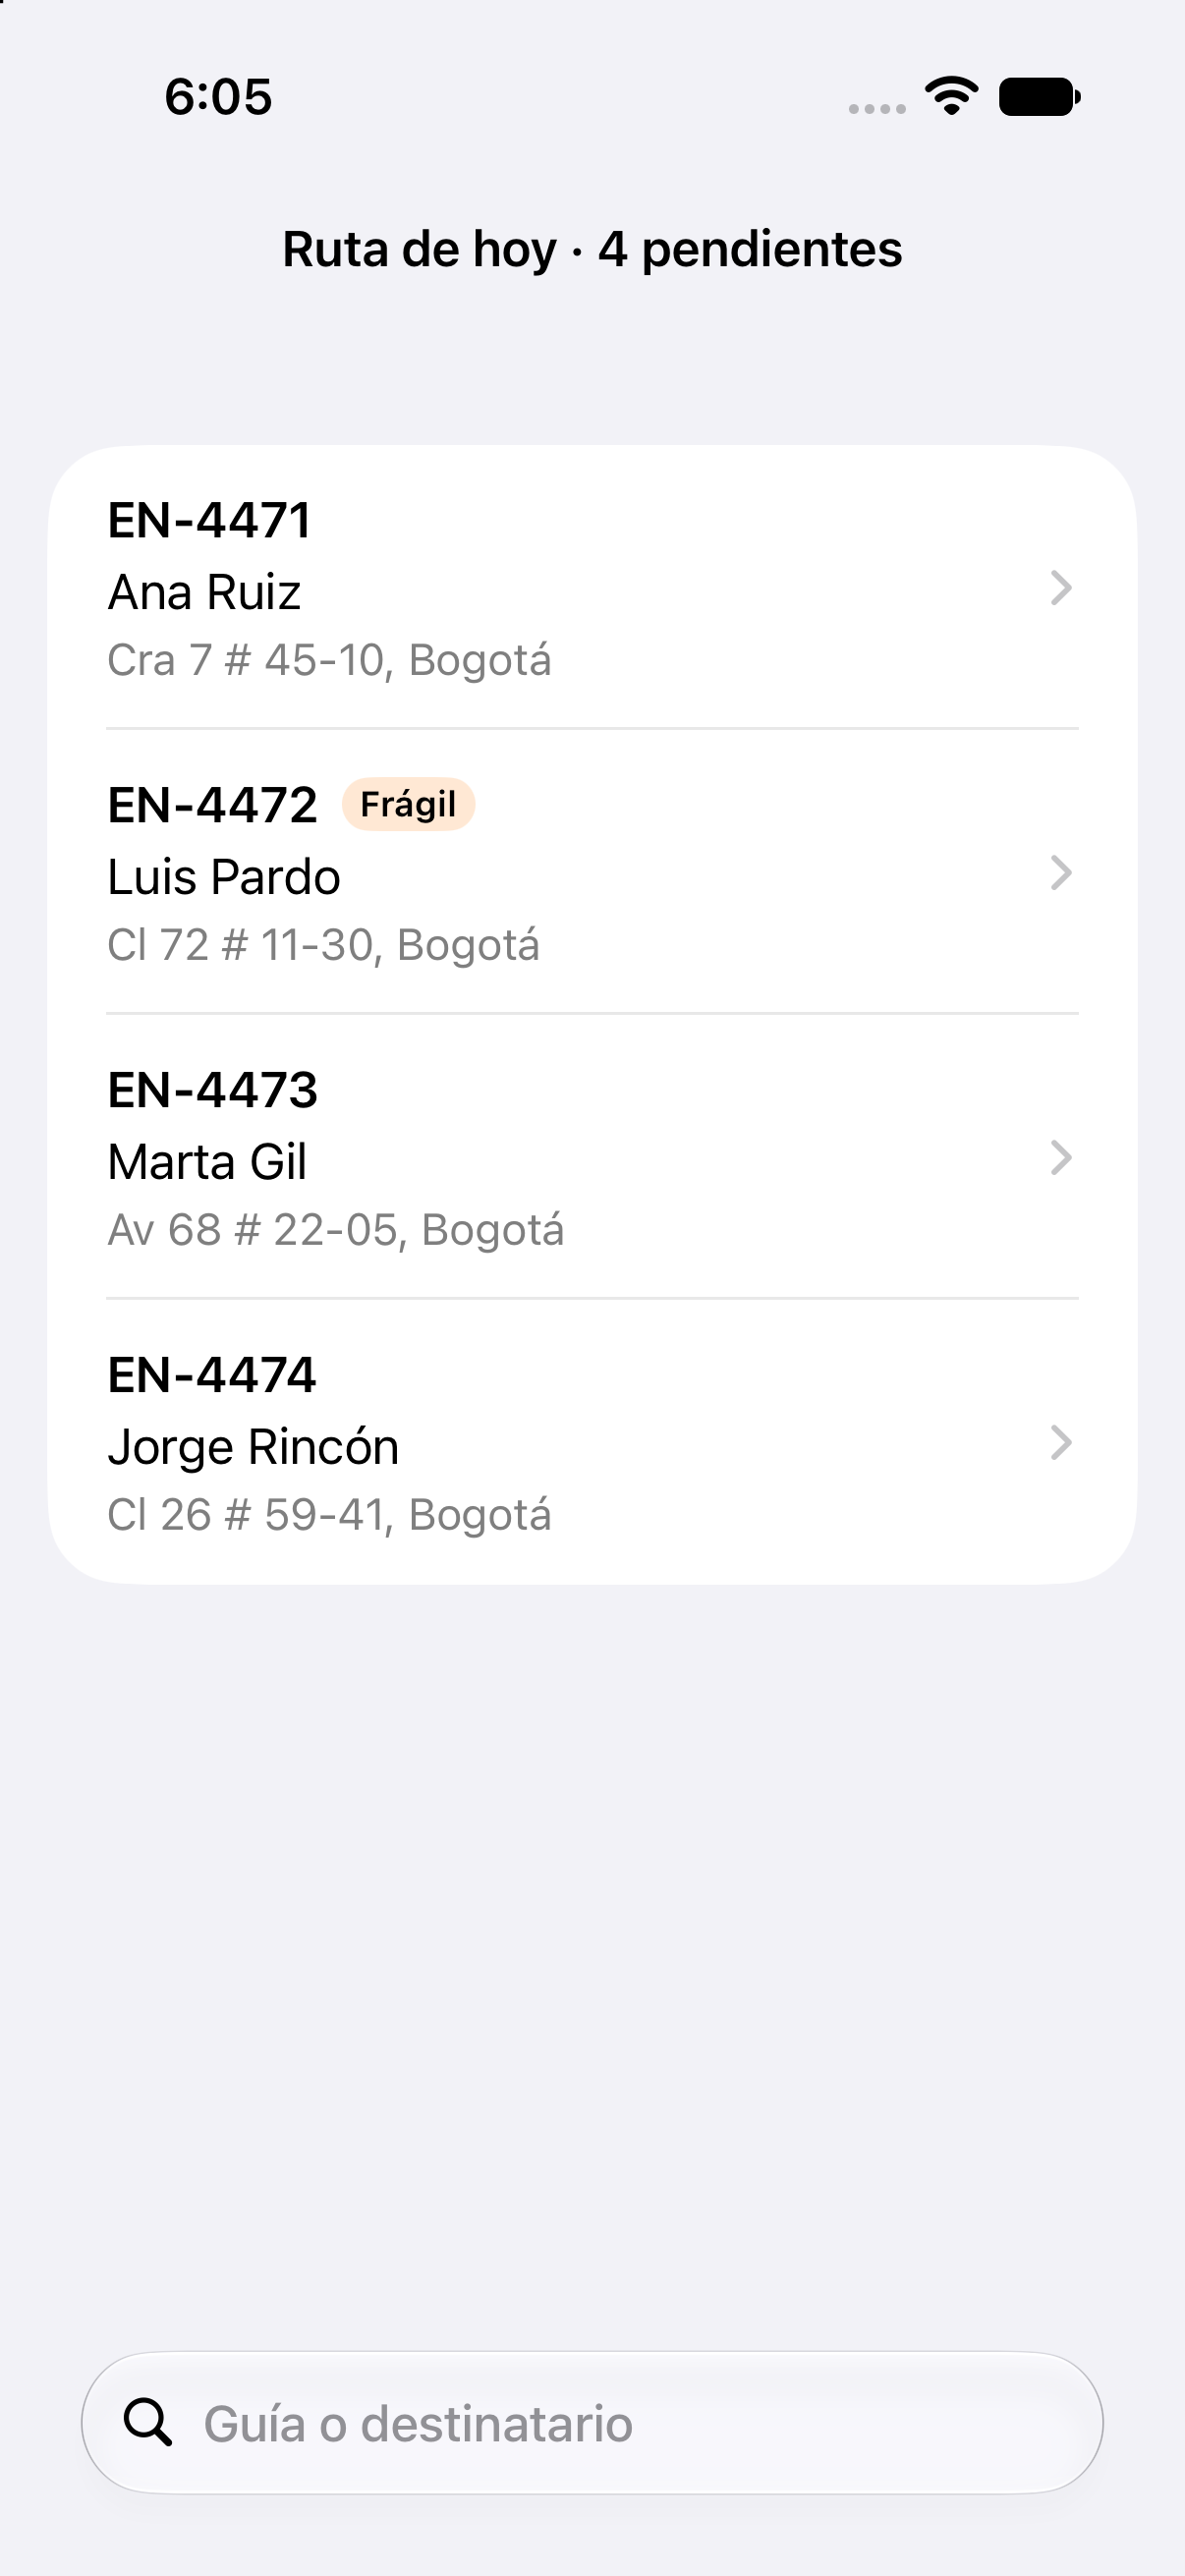 6:05
Ruta de hoy · 4 pendientes
EN-4471
Ana Ruiz
Cra 7 # 45-10, Bogotá
EN-4472 Frágil
Luis Pardo
Cl 72 # 11-30, Bogotá
EN-4473
Marta Gil
Av 68 # 22-05, Bogotá
EN-4474
Jorge Rincón
Cl 26 # 59-41, Bogotá
Guía o destinatario